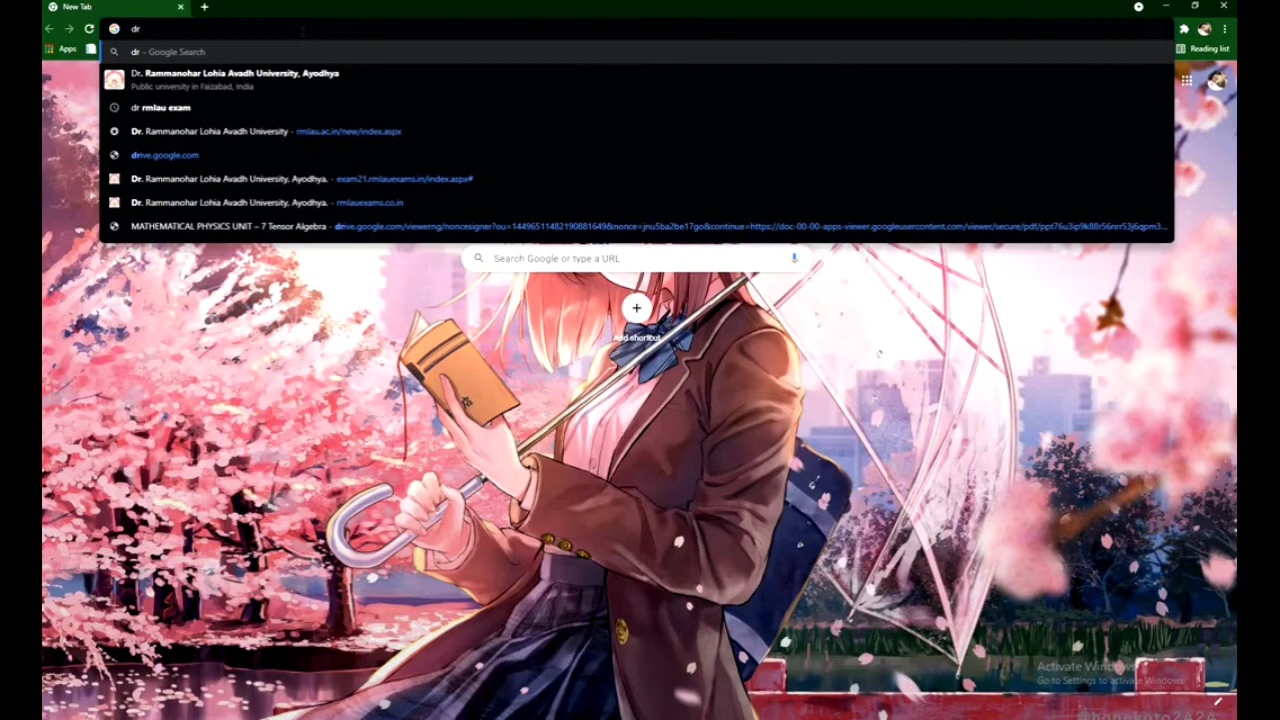 New Tab
dr
Apps
Reading list
dr - Google Search
Dr. Rammanohar Lohia Avadh University, Ayodhya
Public university in Faizabad, India
dr rmlau exam
Dr. Rammanohar Lohia Avadh University - rmlau.ac.in/new/index.aspx
drive.google.com
Dr. Rammanohar Lohia Avadh University, Ayodhya. - exam21.rmlauexams.in/index.aspx#
Dr. Rammanohar Lohia Avadh University, Ayodhya. - rmlauexams.co.in
MATHEMATICAL PHYSICS UNIT – 7 Tensor Algebra -
Search Google or type a URL
Add shortcut
Activate Windows
Go to Settings to activate Windows.